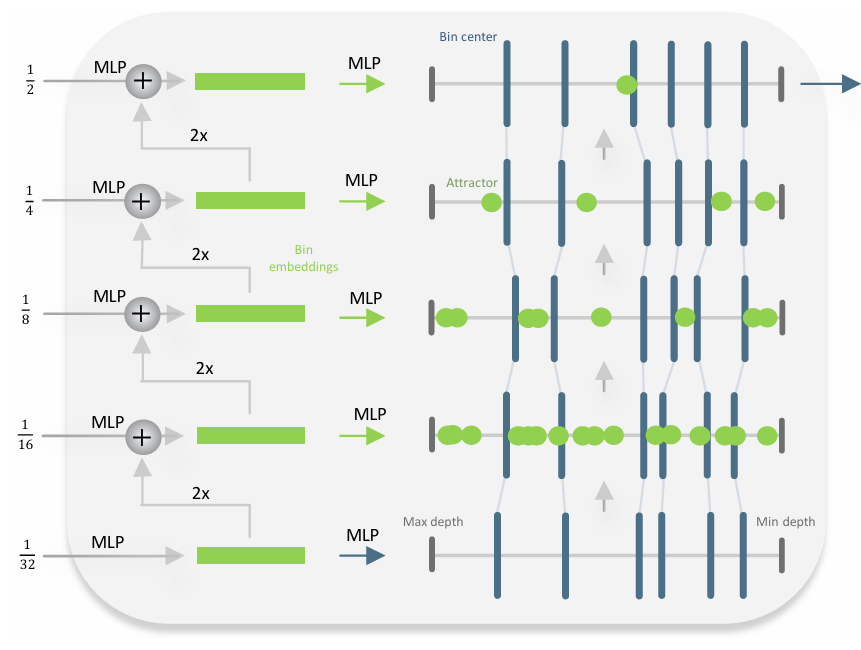 Bin center
1/2
MLP
+
MLP
2x
1/4
MLP
+
MLP
Attractor
2x
Bin
embeddings
1/8
MLP
+
MLP
2x
1/16
MLP
+
MLP
2x
Max depth
Min depth
1/32
MLP
MLP